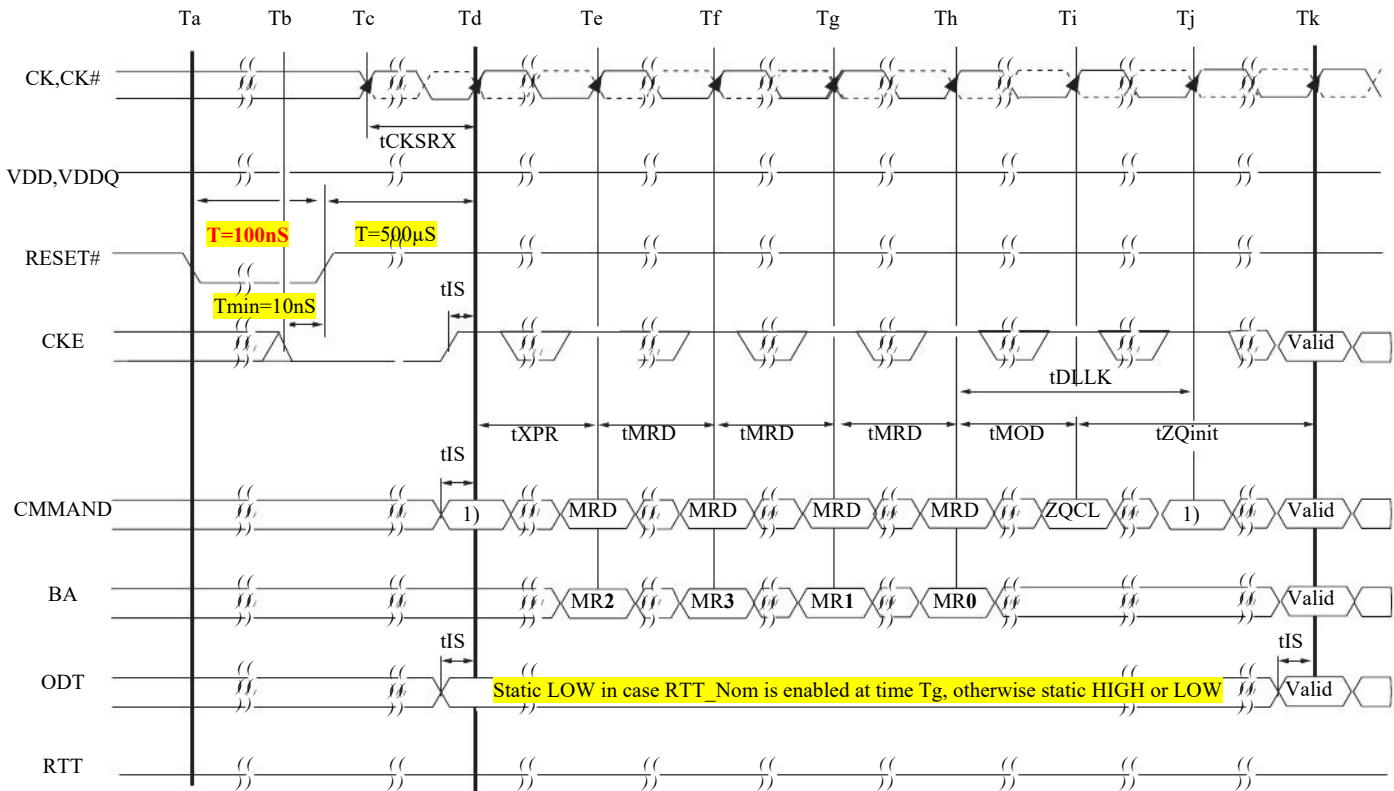 Ta Tb Tc Td Te Tf Tg Th Ti Tj Tk
CK,CK#
tCKSRX
VDD,VDDQ
T=100nS T=500µS
RESET#
Tmin=10nS tIS
CKE Valid
tDLLK
tXPR tMRD tMRD tMRD tMOD tZQinit
tIS
CMMAND 1) MRD MRD MRD MRD ZQCL 1) Valid
BA MR2 MR3 MR1 MR0 Valid
tIS tIS
ODT Static LOW in case RTT_Nom is enabled at time Tg, otherwise static HIGH or LOW Valid
RTT